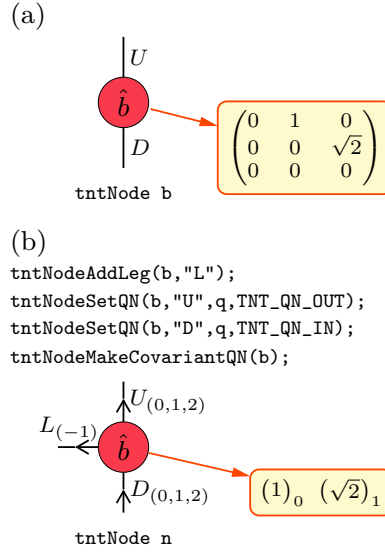 (a)
U
b̂
D
0 1 0
0 0 √2
0 0 0
tntNode b
(b)
tntNodeAddLeg(b,"L");
tntNodeSetQN(b,"U",q,TNT_QN_OUT);
tntNodeSetQN(b,"D",q,TNT_QN_IN);
tntNodeMakeCovariantQN(b);
U(0,1,2)
L(−1)
b̂
D(0,1,2)
(1)0 (√2)1
tntNode n